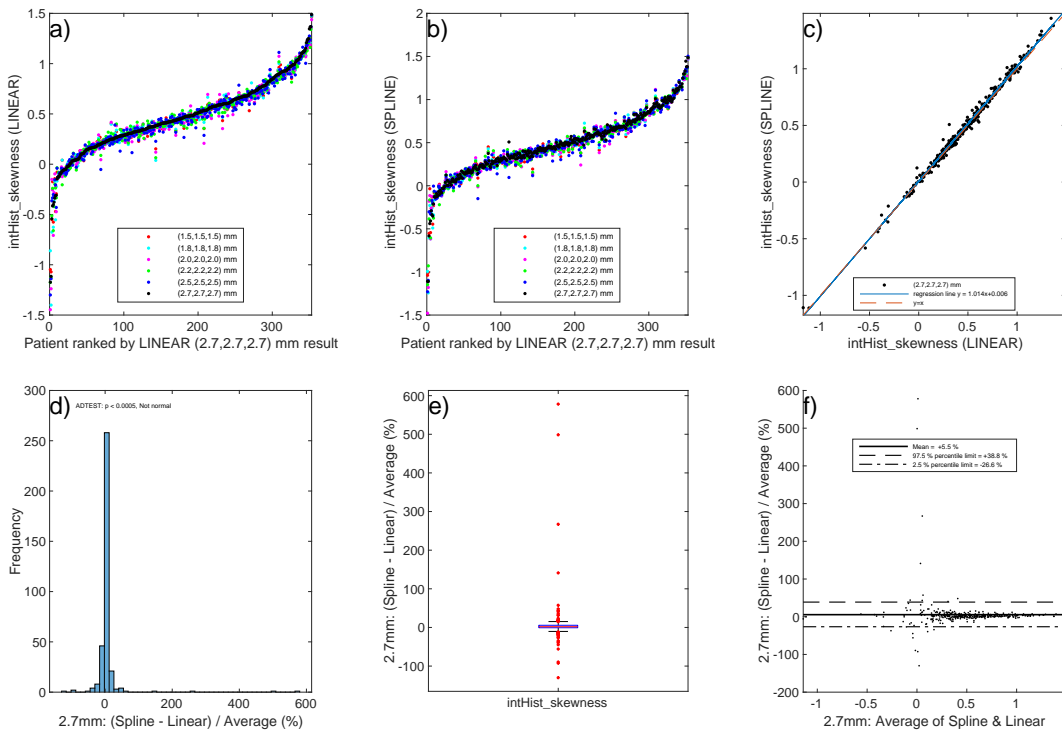 a)
intHist_skewness (LINEAR)
1.5
1
0.5
0
-0.5
-1
-1.5
(1.5,1.5,1.5) mm
(1.8,1.8,1.8) mm
(2.0,2.0,2.0) mm
(2.2,2.2,2.2) mm
(2.5,2.5,2.5) mm
(2.7,2.7,2.7) mm
0 100 200 300
Patient ranked by LINEAR (2.7,2.7,2.7) mm result
b)
intHist_skewness (SPLINE)
2
1.5
1
0.5
0
-0.5
-1
-1.5
(1.5,1.5,1.5) mm
(1.8,1.8,1.8) mm
(2.0,2.0,2.0) mm
(2.2,2.2,2.2) mm
(2.5,2.5,2.5) mm
(2.7,2.7,2.7) mm
0 100 200 300
Patient ranked by LINEAR (2.7,2.7,2.7) mm result
c)
intHist_skewness (SPLINE)
1
0.5
0
-0.5
-1
(2.7,2.7,2.7) mm
regression line y = 1.014x+0.006
y=x
-1 -0.5 0 0.5 1
intHist_skewness (LINEAR)
d)
ADTEST: p < 0.0005, Not normal
Frequency
300
250
200
150
100
50
0
0 200 400 600
2.7mm: (Spline - Linear) / Average (%)
e)
2.7mm: (Spline - Linear) / Average (%)
600
500
400
300
200
100
0
-100
intHist_skewness
f)
2.7mm: (Spline - Linear) / Average (%)
600
500
400
300
200
100
0
-100
-200
Mean = +5.5 %
97.5 % percentile limit = +38.8 %
2.5 % percentile limit = -26.6 %
-1 -0.5 0 0.5 1
2.7mm: Average of Spline & Linear